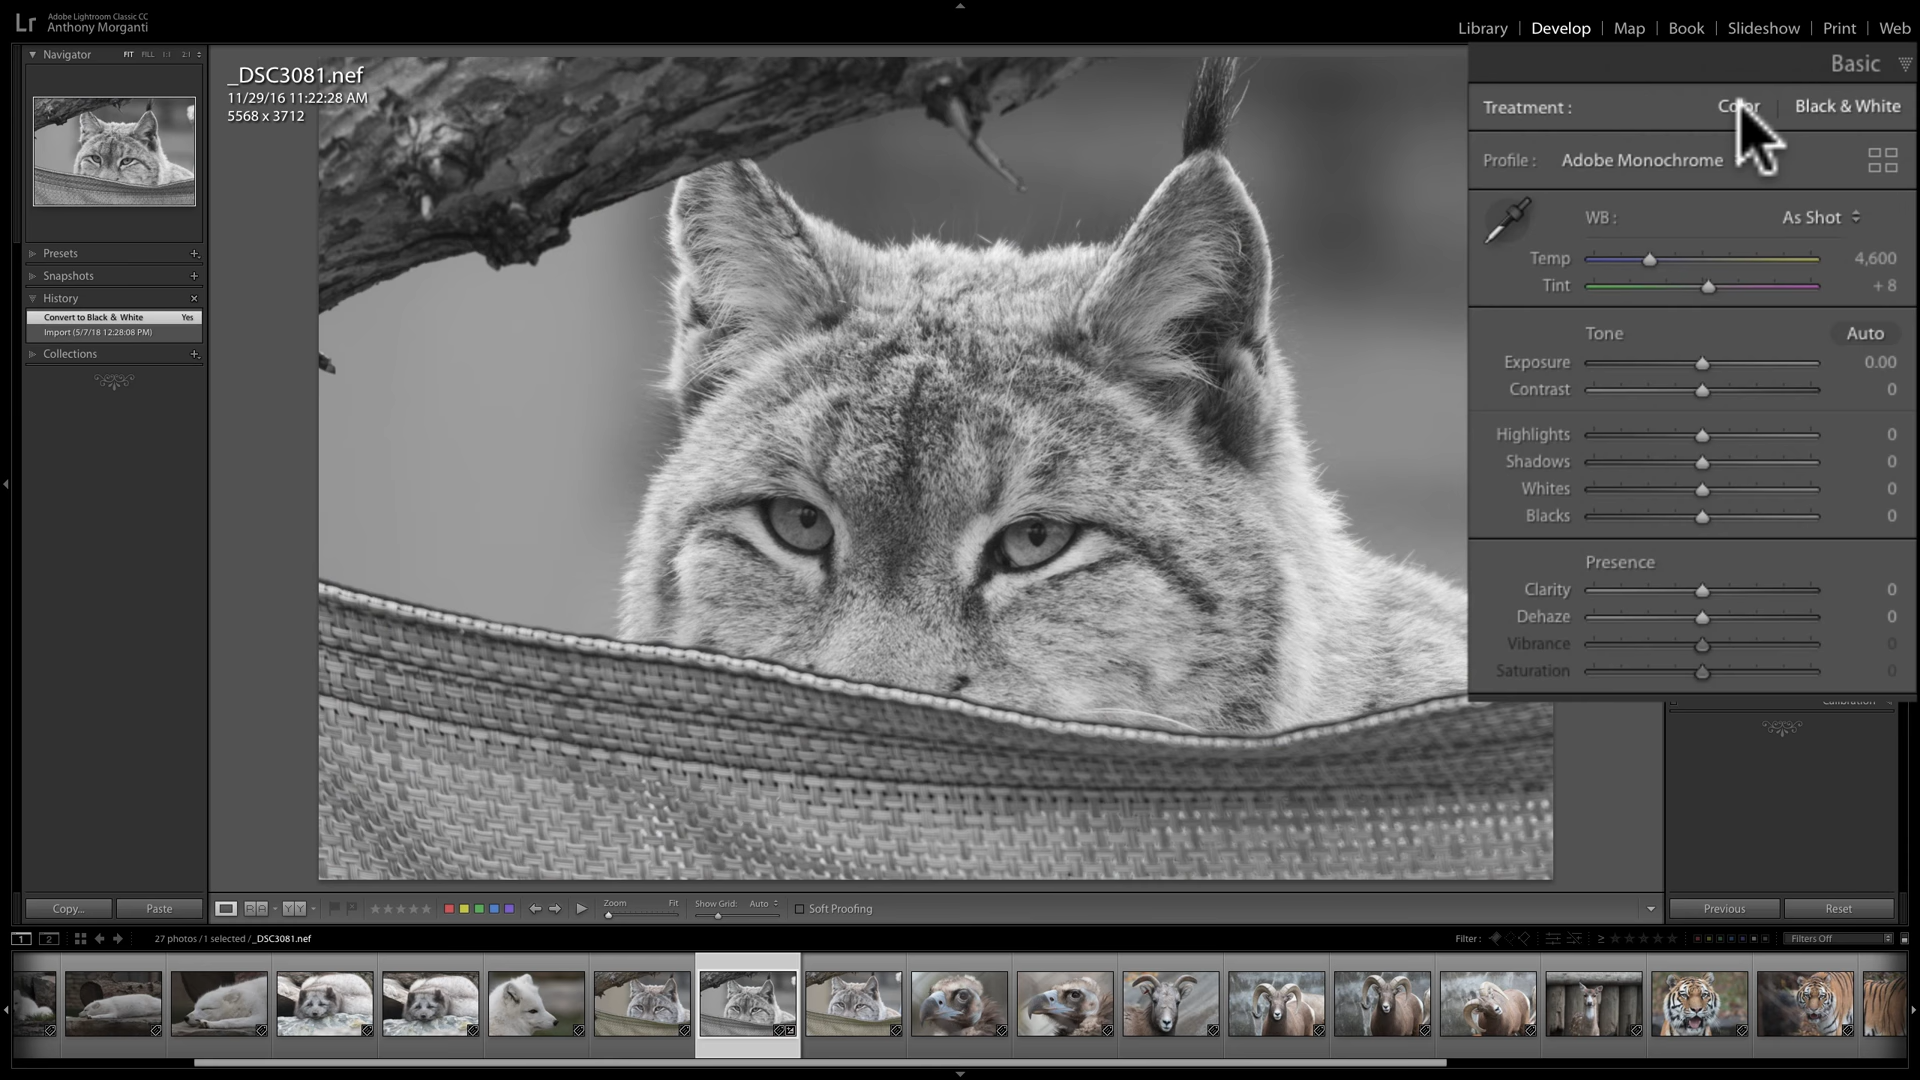 Lr
Adobe Lightroom Classic CC
Anthony Morganti
Library | Develop | Map | Book | Slideshow | Print | Web
Navigator FIT FILL 1:1 2:1
_DSC3081.nef
11/29/16 11:22:28 AM
5568 x 3712
Presets
Snapshots
History
Convert to Black & White Yes
Import (5/7/18 12:28:08 PM)
Collections
Basic
Treatment : Color | Black & White
Profile : Adobe Monochrome
WB : As Shot
Temp 4,600
Tint + 8
Tone Auto
Exposure 0.00
Contrast 0
Highlights 0
Shadows 0
Whites 0
Blacks 0
Presence
Clarity 0
Dehaze 0
Vibrance 0
Saturation 0
Calibration
Copy... Paste
Zoom Fit Show Grid: Auto Soft Proofing
Previous Reset
1 2 27 photos / 1 selected / _DSC3081.nef
Filter : Filters Off